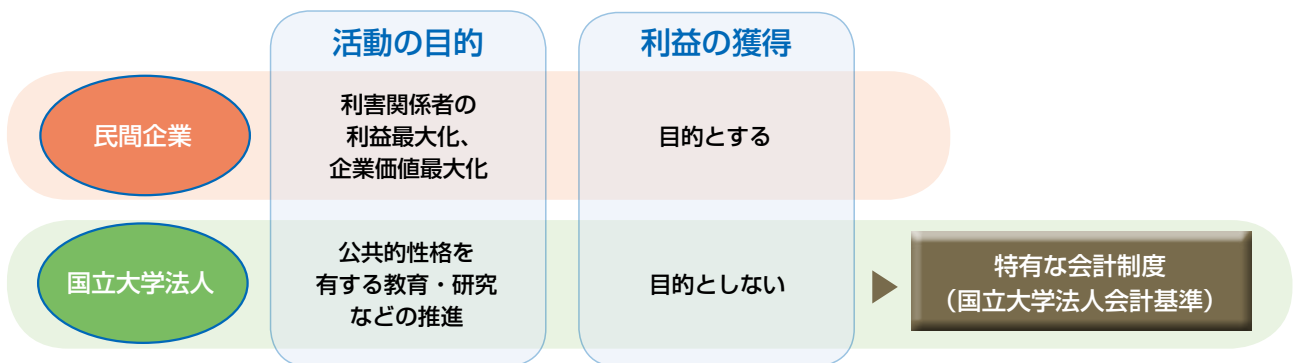 活動の目的
利益の獲得
民間企業
利害関係者の
利益最大化、
企業価値最大化
目的とする
国立大学法人
公共的性格を
有する教育・研究
などの推進
目的としない
特有な会計制度
（国立大学法人会計基準）